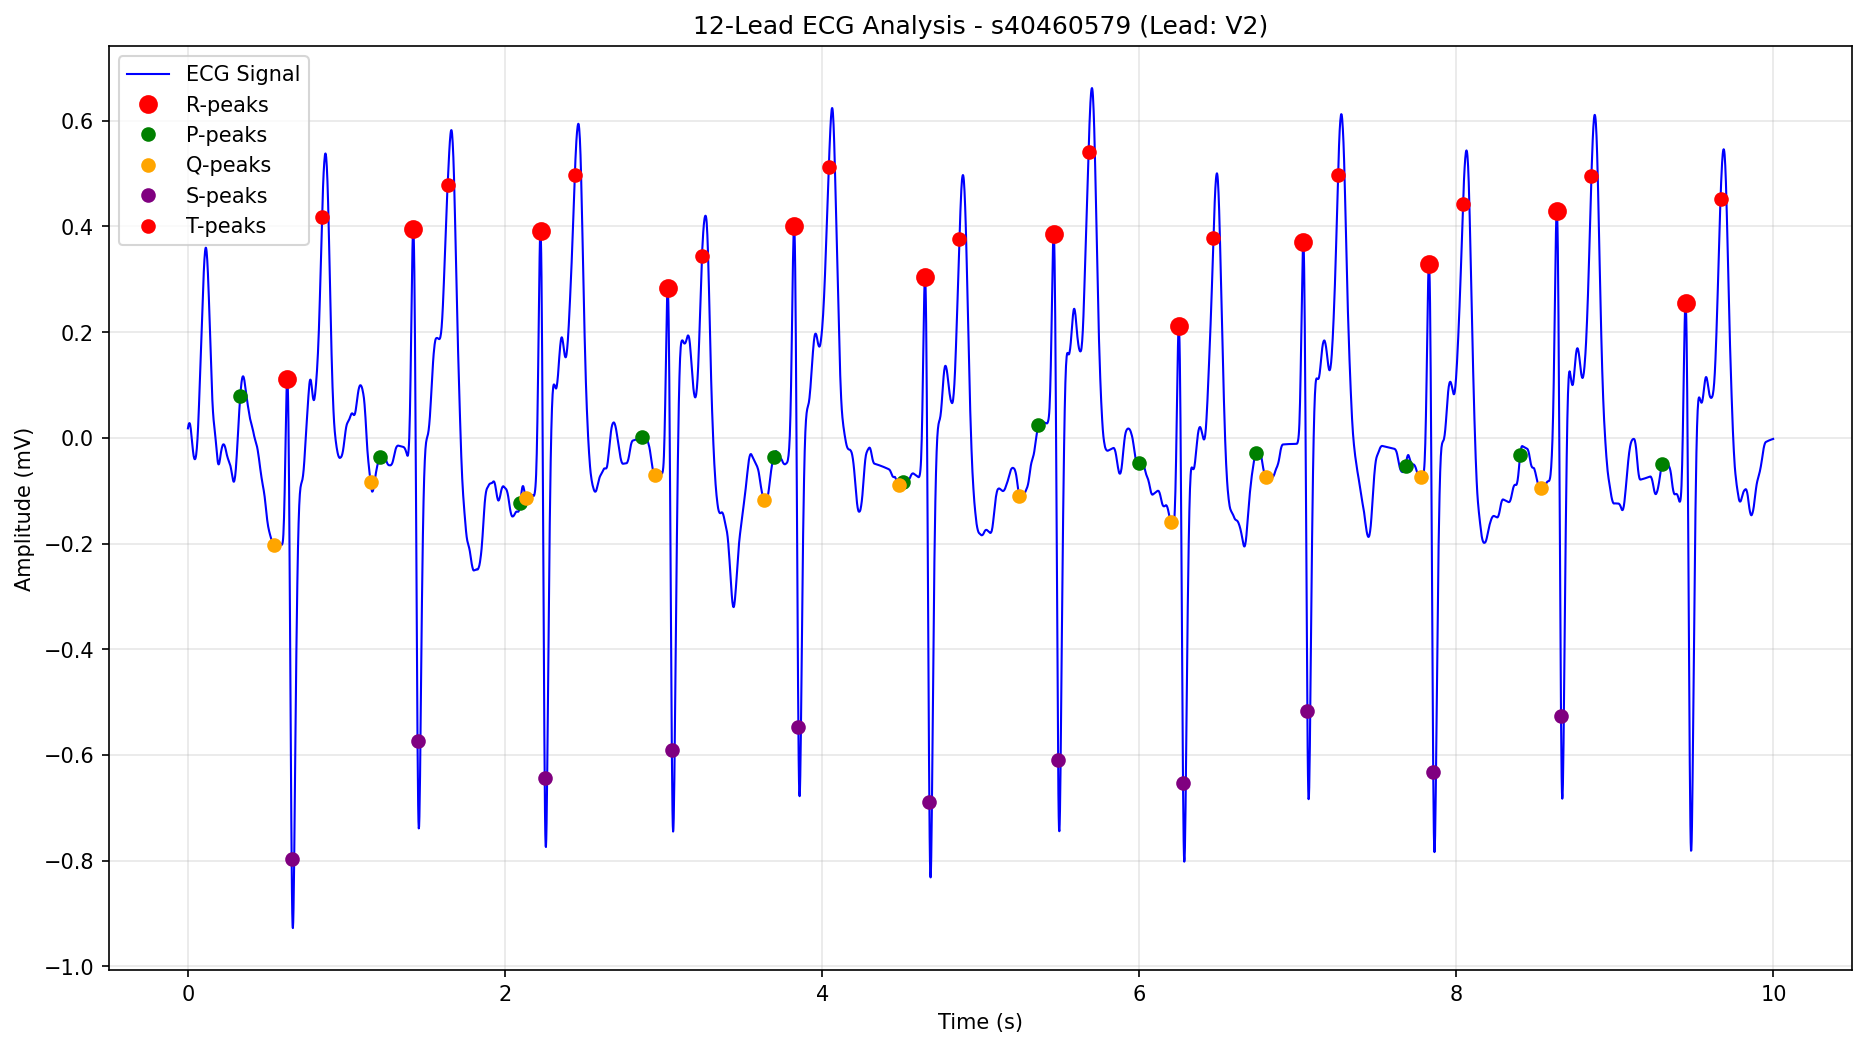 12-Lead ECG Analysis - s40460579 (Lead: V2)
ECG Signal
R-peaks
P-peaks
Q-peaks
S-peaks
T-peaks
Amplitude (mV)
0.6
0.4
0.2
0.0
−0.2
−0.4
−0.6
−0.8
−1.0
0 2 4 6 8 10
Time (s)